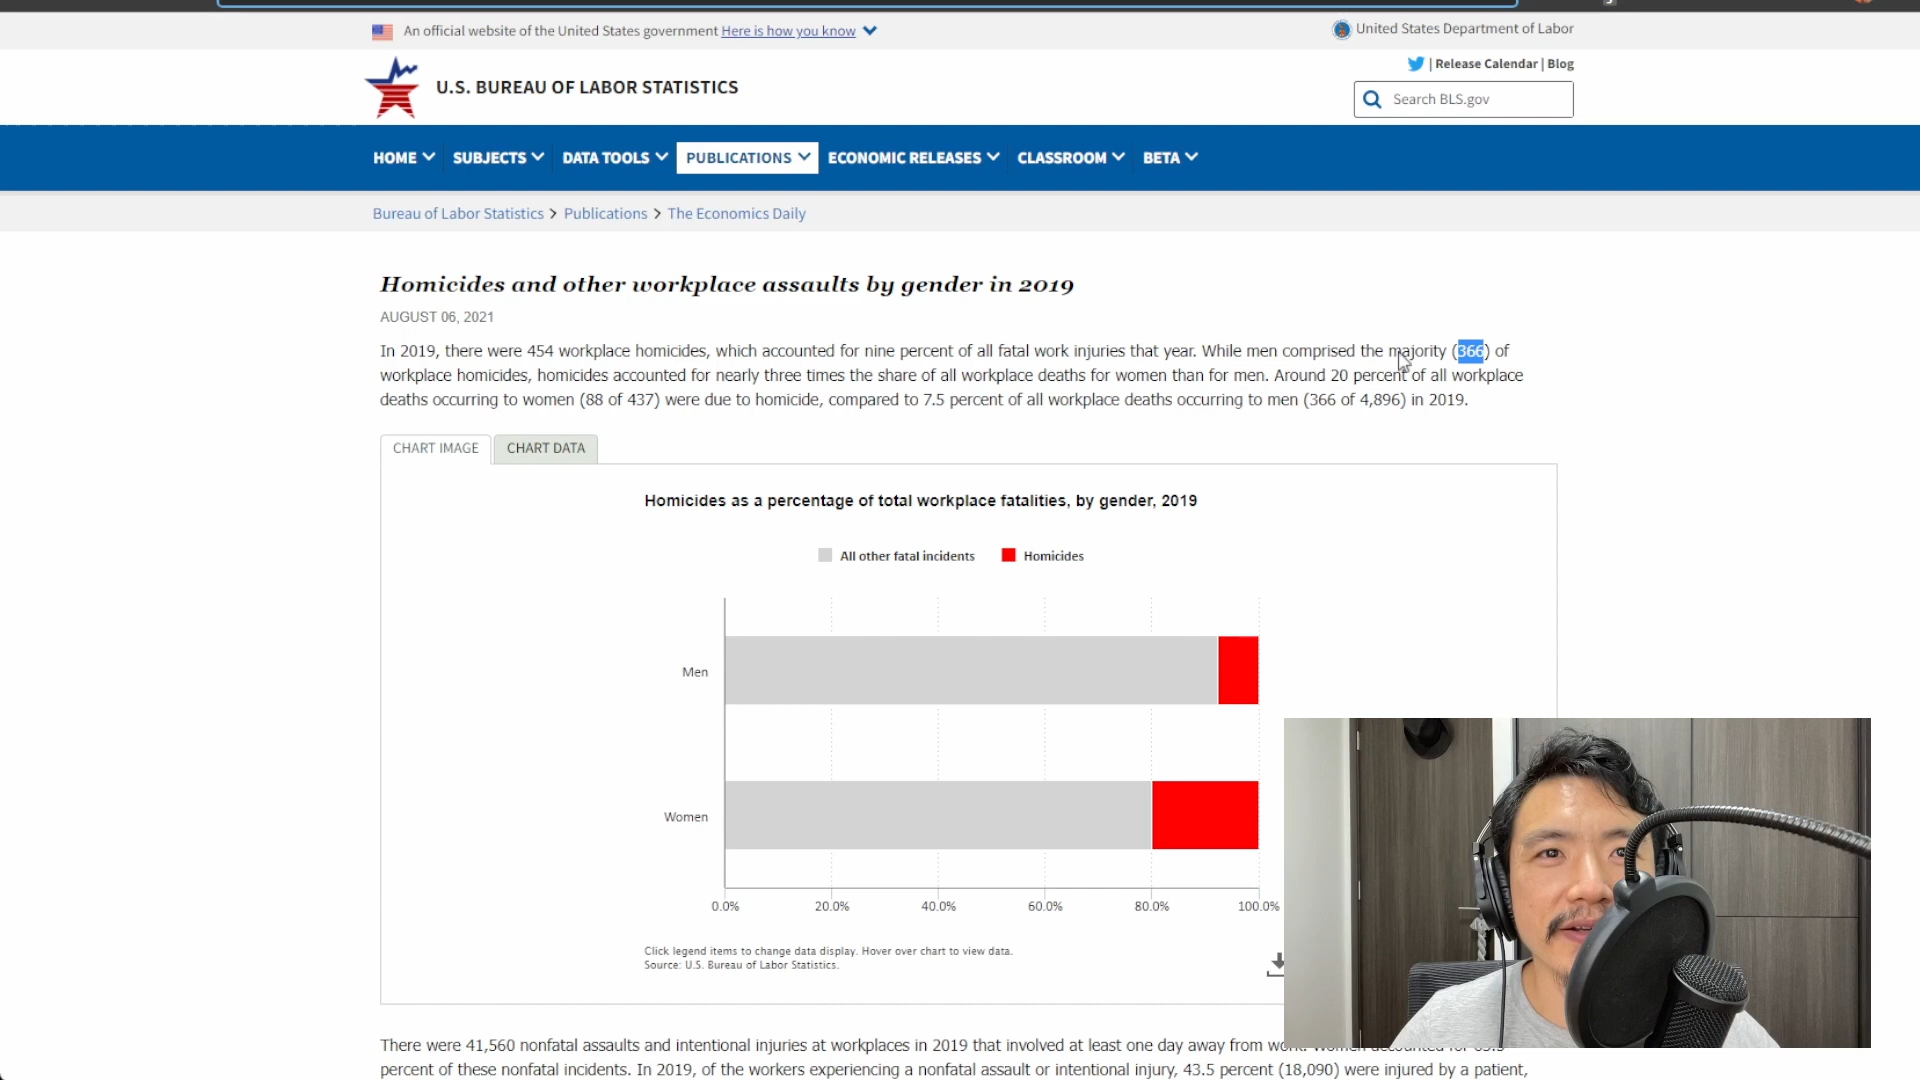 An official website of the United States government Here is how you know
United States Department of Labor
U.S. BUREAU OF LABOR STATISTICS
| Release Calendar | Blog
Search BLS.gov
HOME SUBJECTS DATA TOOLS PUBLICATIONS ECONOMIC RELEASES CLASSROOM BETA
Bureau of Labor Statistics > Publications > The Economics Daily
Homicides and other workplace assaults by gender in 2019
AUGUST 06, 2021
In 2019, there were 454 workplace homicides, which accounted for nine percent of all fatal work injuries that year. While men comprised the majority (366) of
workplace homicides, homicides accounted for nearly three times the share of all workplace deaths for women than for men. Around 20 percent of all workplace
deaths occurring to women (88 of 437) were due to homicide, compared to 7.5 percent of all workplace deaths occurring to men (366 of 4,896) in 2019.
CHART IMAGE CHART DATA
Homicides as a percentage of total workplace fatalities, by gender, 2019
All other fatal incidents Homicides
Men
Women
0.0% 20.0% 40.0% 60.0% 80.0% 100.0%
Click legend items to change data display. Hover over chart to view data.
Source: U.S. Bureau of Labor Statistics.
There were 41,560 nonfatal assaults and intentional injuries at workplaces in 2019 that involved at least one day away from work.
percent of these nonfatal incidents. In 2019, of the workers experiencing a nonfatal assault or intentional injury, 43.5 percent (18,090) were injured by a patient,